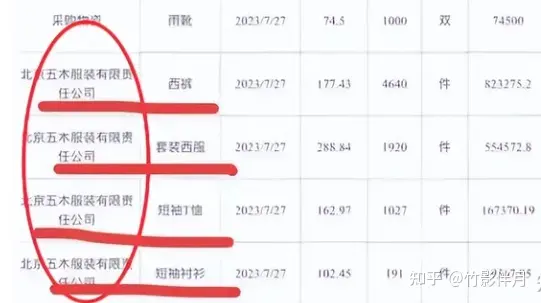 采购物资 雨靴 2023/7/27 74.5 1000 双 74500
北京五木服装有限责
任公司 西裤 2023/7/27 177.43 4640 件 823275.2
北京五木服装有限责
任公司 套装西服 2023/7/27 288.84 1920 件 554572.8
北京五木服装有限责
任公司 短袖T恤 2023/7/27 162.97 1027 件 167370.19
北京五木服装有限责
任公司 短袖衬衫 2023/7/27 102.45 191 件
知乎 @竹影伴月